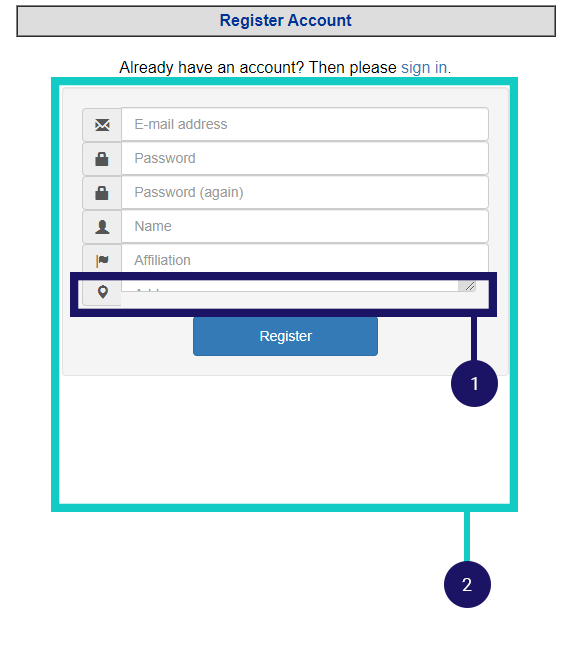 Register Account
Already have an account? Then please sign in.
E-mail address
Password
Password (again)
Name
Affiliation
Register
1
2